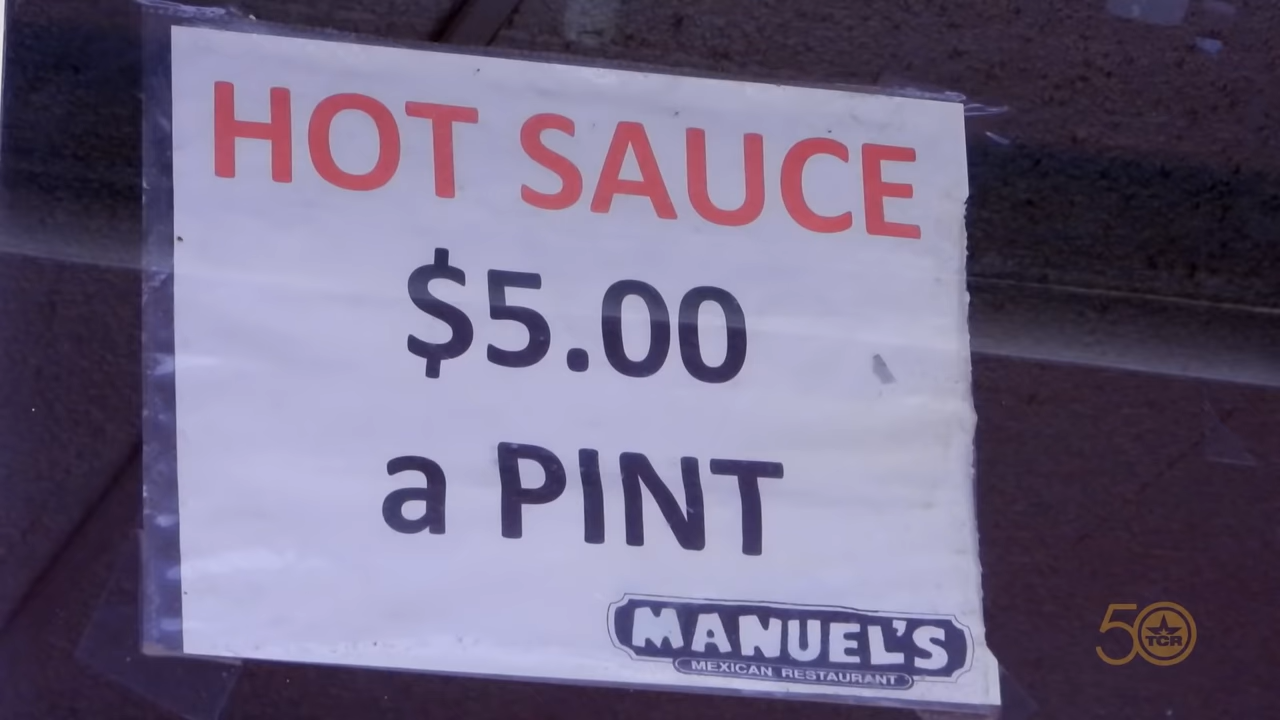 HOT SAUCE
$5.00
a PINT
MANUEL'S
MEXICAN RESTAURANT
50
TCR